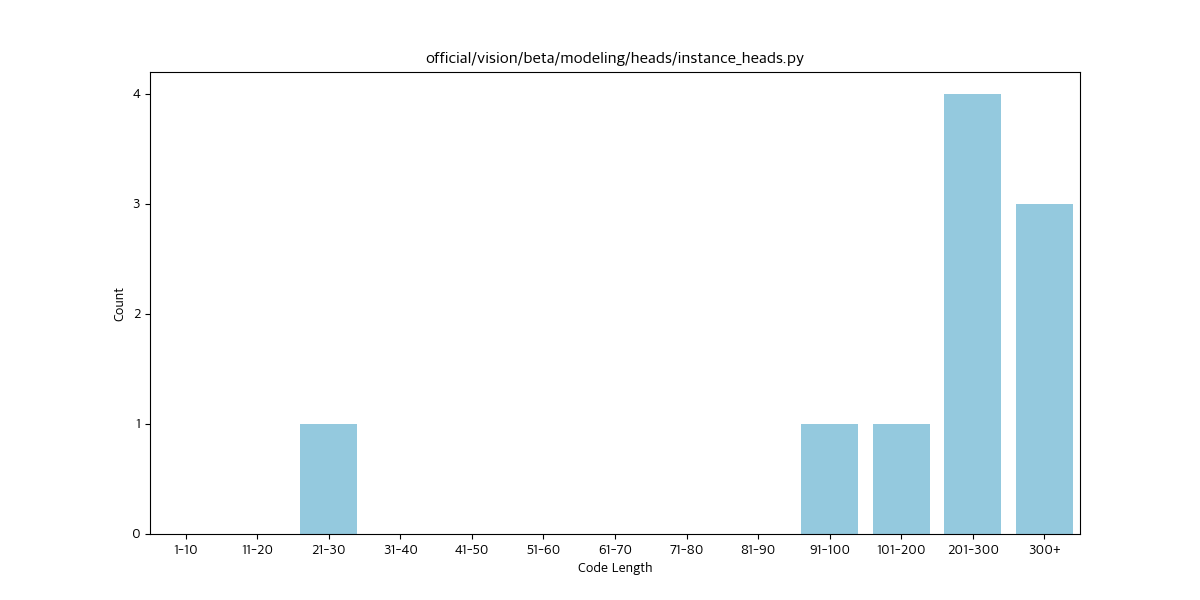 official/vision/beta/modeling/heads/instance_heads.py
4
3
2
1
0
Count
1-10 11-20 21-30 31-40 41-50 51-60 61-70 71-80 81-90 91-100 101-200 201-300 300+
Code Length